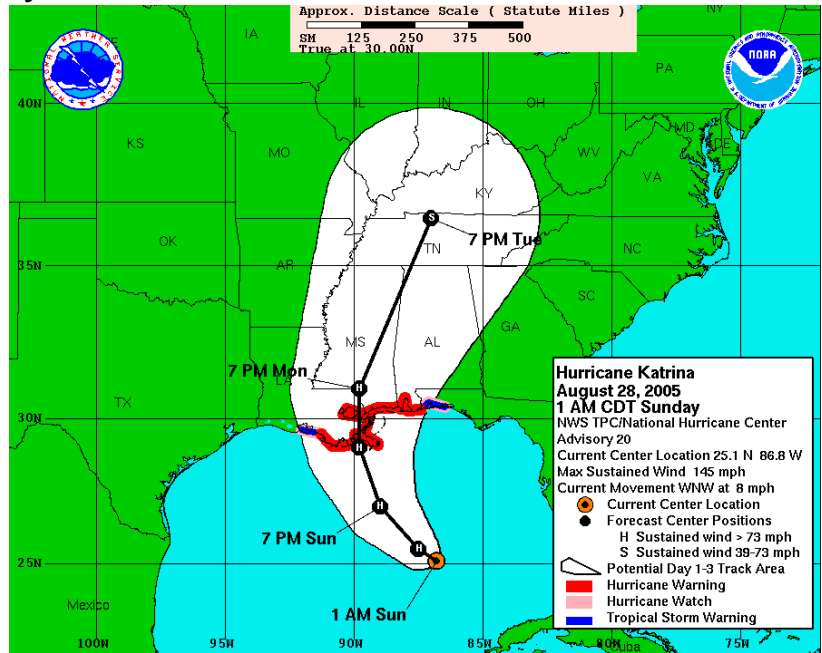 Approx. Distance Scale ( Statute Miles )
SM 125 250 375 500
True at 30.00N
NATIONAL WEATHER SERVICE
NOAA
NY
IA
PA
IL IN OH
40N
MD DE
KS
MO
WV
VA
KY
S
7 PM Tue
OK
TN
NC
AR
35N
SC
MS AL GA
7 PM Mon
LA
H
TX
30N
H
H
7 PM Sun
H
25N
1 AM Sun
Mexico
Cuba
100W 95W 90W 85W 80W 75W
Hurricane Katrina
August 28, 2005
1 AM CDT Sunday
NWS TPC/National Hurricane Center
Advisory 20
Current Center Location 25.1 N 86.8 W
Max Sustained Wind 145 mph
Current Movement WNW at 8 mph
Current Center Location
Forecast Center Positions
H Sustained wind > 73 mph
S Sustained wind 39-73 mph
Potential Day 1-3 Track Area
Hurricane Warning
Hurricane Watch
Tropical Storm Warning